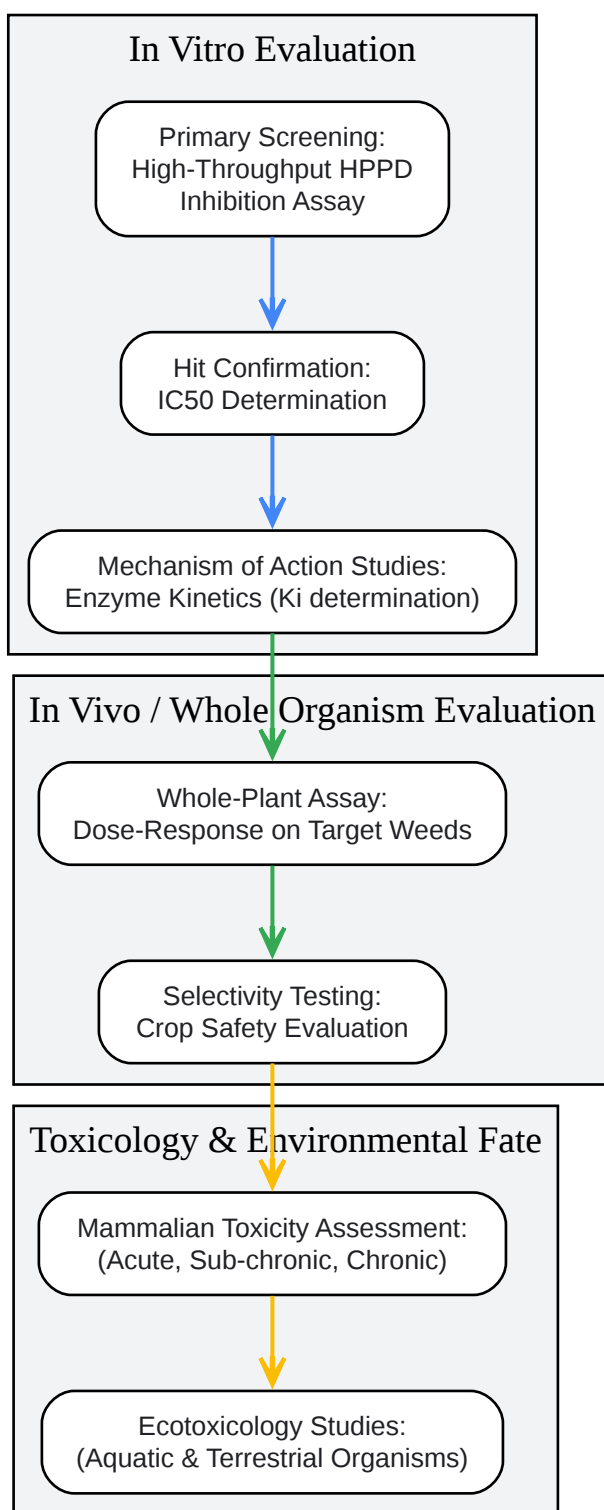 In Vitro Evaluation
Primary Screening:
High-Throughput HPPD
Inhibition Assay
Hit Confirmation:
IC50 Determination
Mechanism of Action Studies:
Enzyme Kinetics (Ki determination)
In Vivo / Whole Organism Evaluation
Whole-Plant Assay:
Dose-Response on Target Weeds
Selectivity Testing:
Crop Safety Evaluation
Toxicology & Environmental Fate
Mammalian Toxicity Assessment:
(Acute, Sub-chronic, Chronic)
Ecotoxicology Studies:
(Aquatic & Terrestrial Organisms)